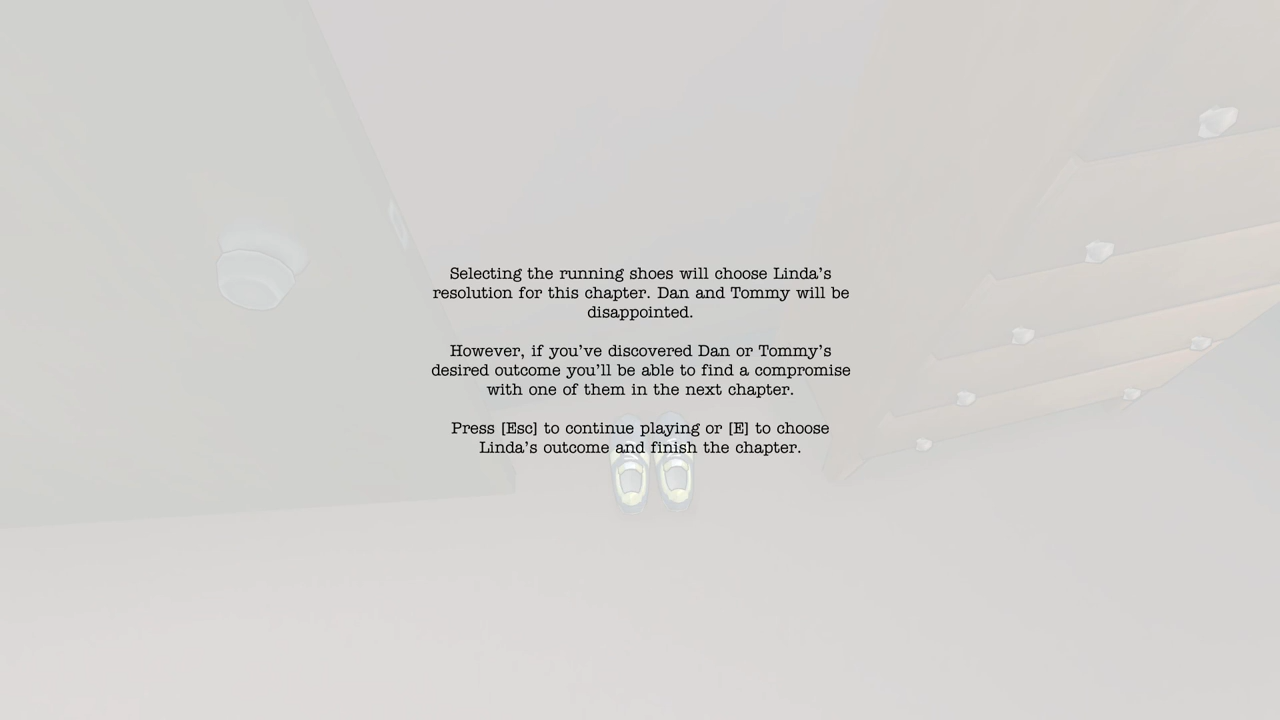 Selecting the running shoes will choose Linda's
resolution for this chapter. Dan and Tommy will be
disappointed.
However, if you've discovered Dan or Tommy's
desired outcome you'll be able to find a compromise
with one of them in the next chapter.
Press [Esc] to continue playing or [E] to choose
Linda's outcome and finish the chapter.